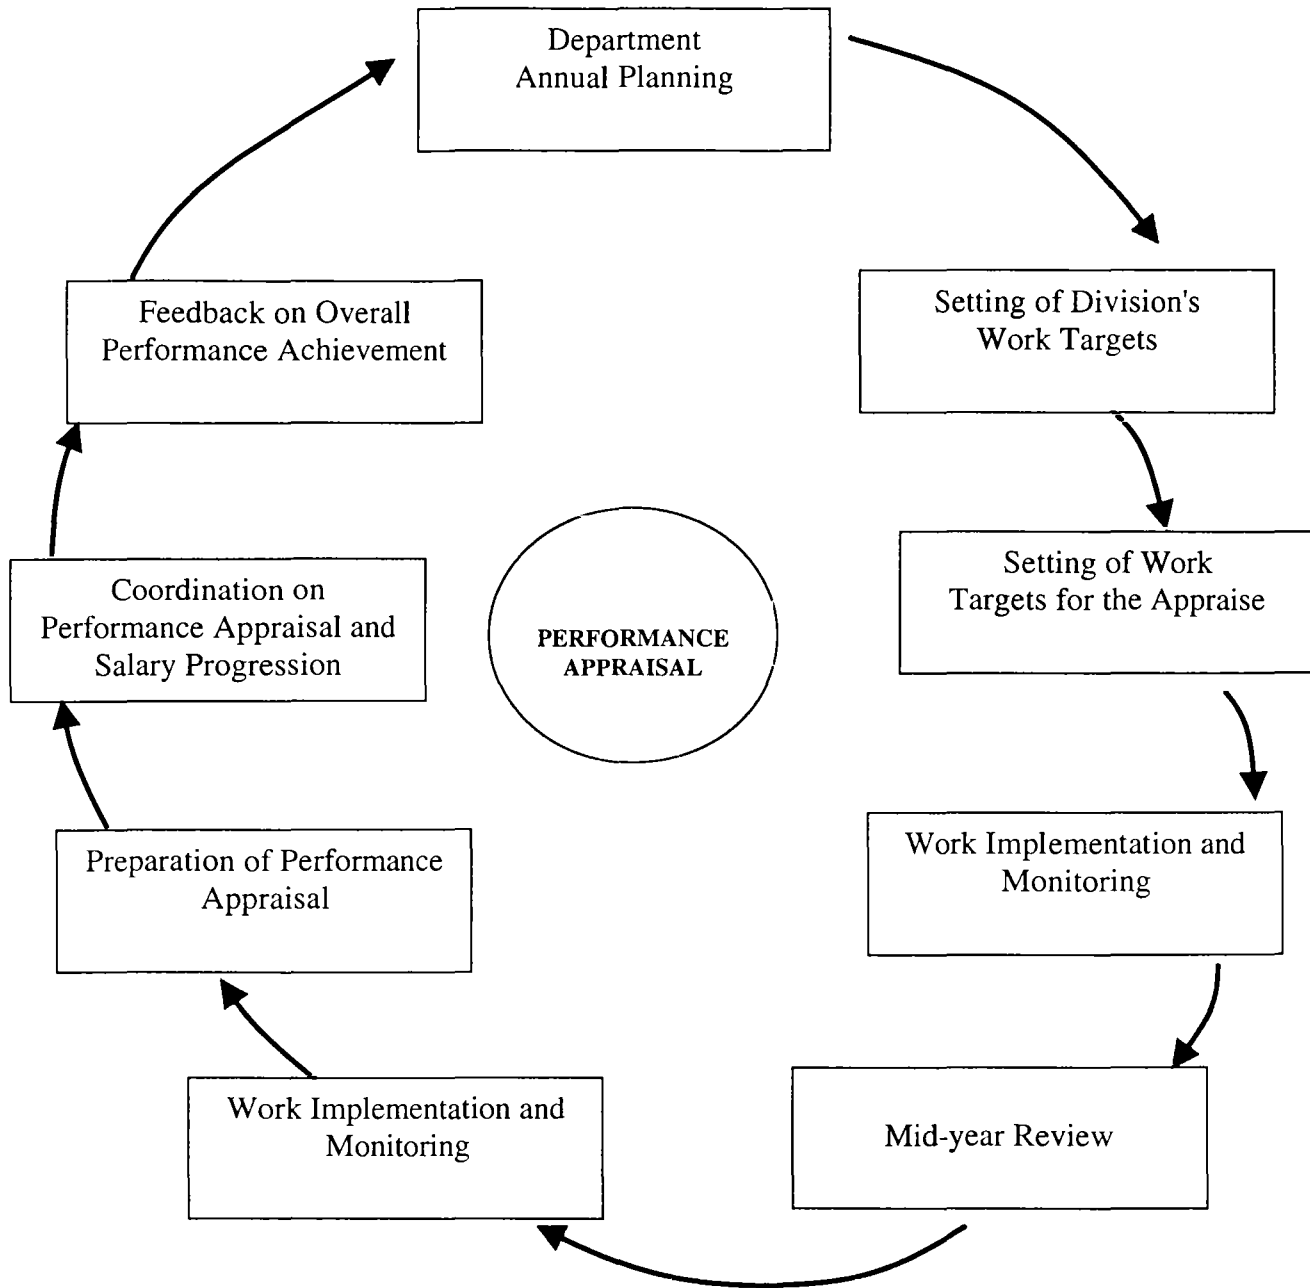 Department
Annual Planning
Setting of Division's
Work Targets
Setting of Work
Targets for the Appraise
Work Implementation and
Monitoring
Mid-year Review
Work Implementation and
Monitoring
Preparation of Performance
Appraisal
Coordination on
Performance Appraisal and
Salary Progression
Feedback on Overall
Performance Achievement
PERFORMANCE
APPRAISAL